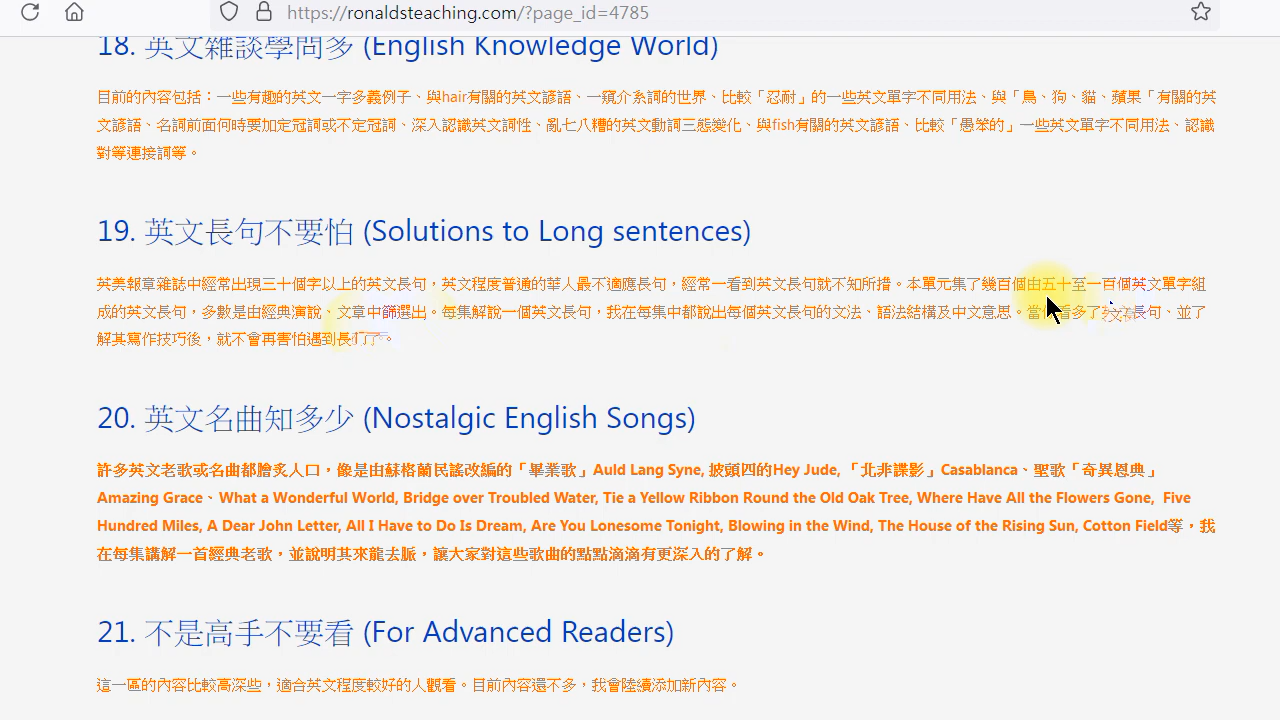 https://ronaldsteaching.com/?page_id=4785
18. 英文雜談學問多 (English Knowledge World)
目前的內容包括：一些有趣的英文一字多義例子、與hair有關的英文諺語、一窺介系詞的世界、比較「忍耐」的一些英文單字不同用法、與「鳥、狗、貓、蘋果「有關的英
文諺語、名詞前面何時要加定冠詞或不定冠詞、深入認識英文詞性、亂七八糟的英文動詞三態變化、與fish有關的英文諺語、比較「愚笨的」一些英文單字不同用法、認識
對等連接詞等。
19. 英文長句不要怕 (Solutions to Long sentences)
英美報章雜誌中經常出現三十個字以上的英文長句，英文程度普通的華人最不適應長句，經常一看到英文長句就不知所措。本單元集了幾百個由五十至一百個英文單字組
成的英文長句，多數是由經典演說、文章中篩選出。每集解說一個英文長句，我在每集中都說出每個英文長句的文法、語法結構及中文意思。當看多了長句、並了
解其寫作技巧後，就不會再害怕遇到長句了。
20. 英文名曲知多少 (Nostalgic English Songs)
許多英文老歌或名曲都膾炙人口，像是由蘇格蘭民謠改編的「畢業歌」Auld Lang Syne, 披頭四的Hey Jude, 「北非諜影」Casablanca、聖歌「奇異恩典」
Amazing Grace、What a Wonderful World, Bridge over Troubled Water, Tie a Yellow Ribbon Round the Old Oak Tree, Where Have All the Flowers Gone, Five
Hundred Miles, A Dear John Letter, All I Have to Do Is Dream, Are You Lonesome Tonight, Blowing in the Wind, The House of the Rising Sun, Cotton Field等，我
在每集講解一首經典老歌，並說明其來龍去脈，讓大家對這些歌曲的點點滴滴有更深入的了解。
21. 不是高手不要看 (For Advanced Readers)
這一區的內容比較高深些，適合英文程度較好的人觀看。目前內容還不多，我會陸續添加新內容。